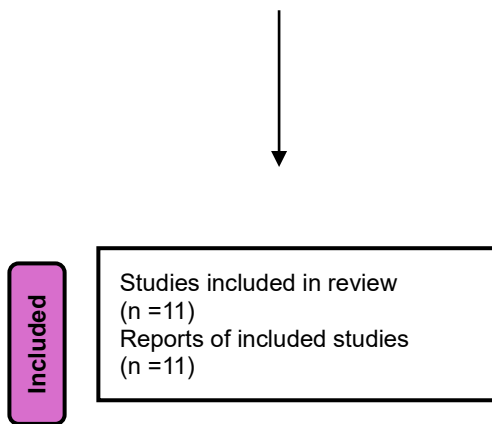 Included
Studies included in review
(n =11)
Reports of included studies
(n =11)